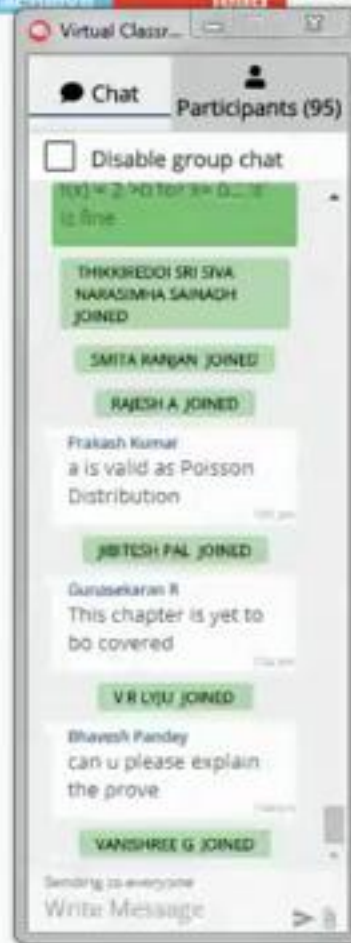 Virtual Classr...
Chat
Participants (95)
Disable group chat
is fine
THIKKIREDDI SRI SIVA
NARASIMHA SAINADH
JOINED
SMITA RANJAN JOINED
RAJESH A JOINED
Prakash Kumar
a is valid as Poisson
Distribution
JIBITESH PAL JOINED
Gunasekaran R
This chapter is yet to
bo covered
V R LYJU JOINED
Bhavesh Pandey
can u please explain
the prove
VANISHREE G JOINED
Sending to everyone
Write Message